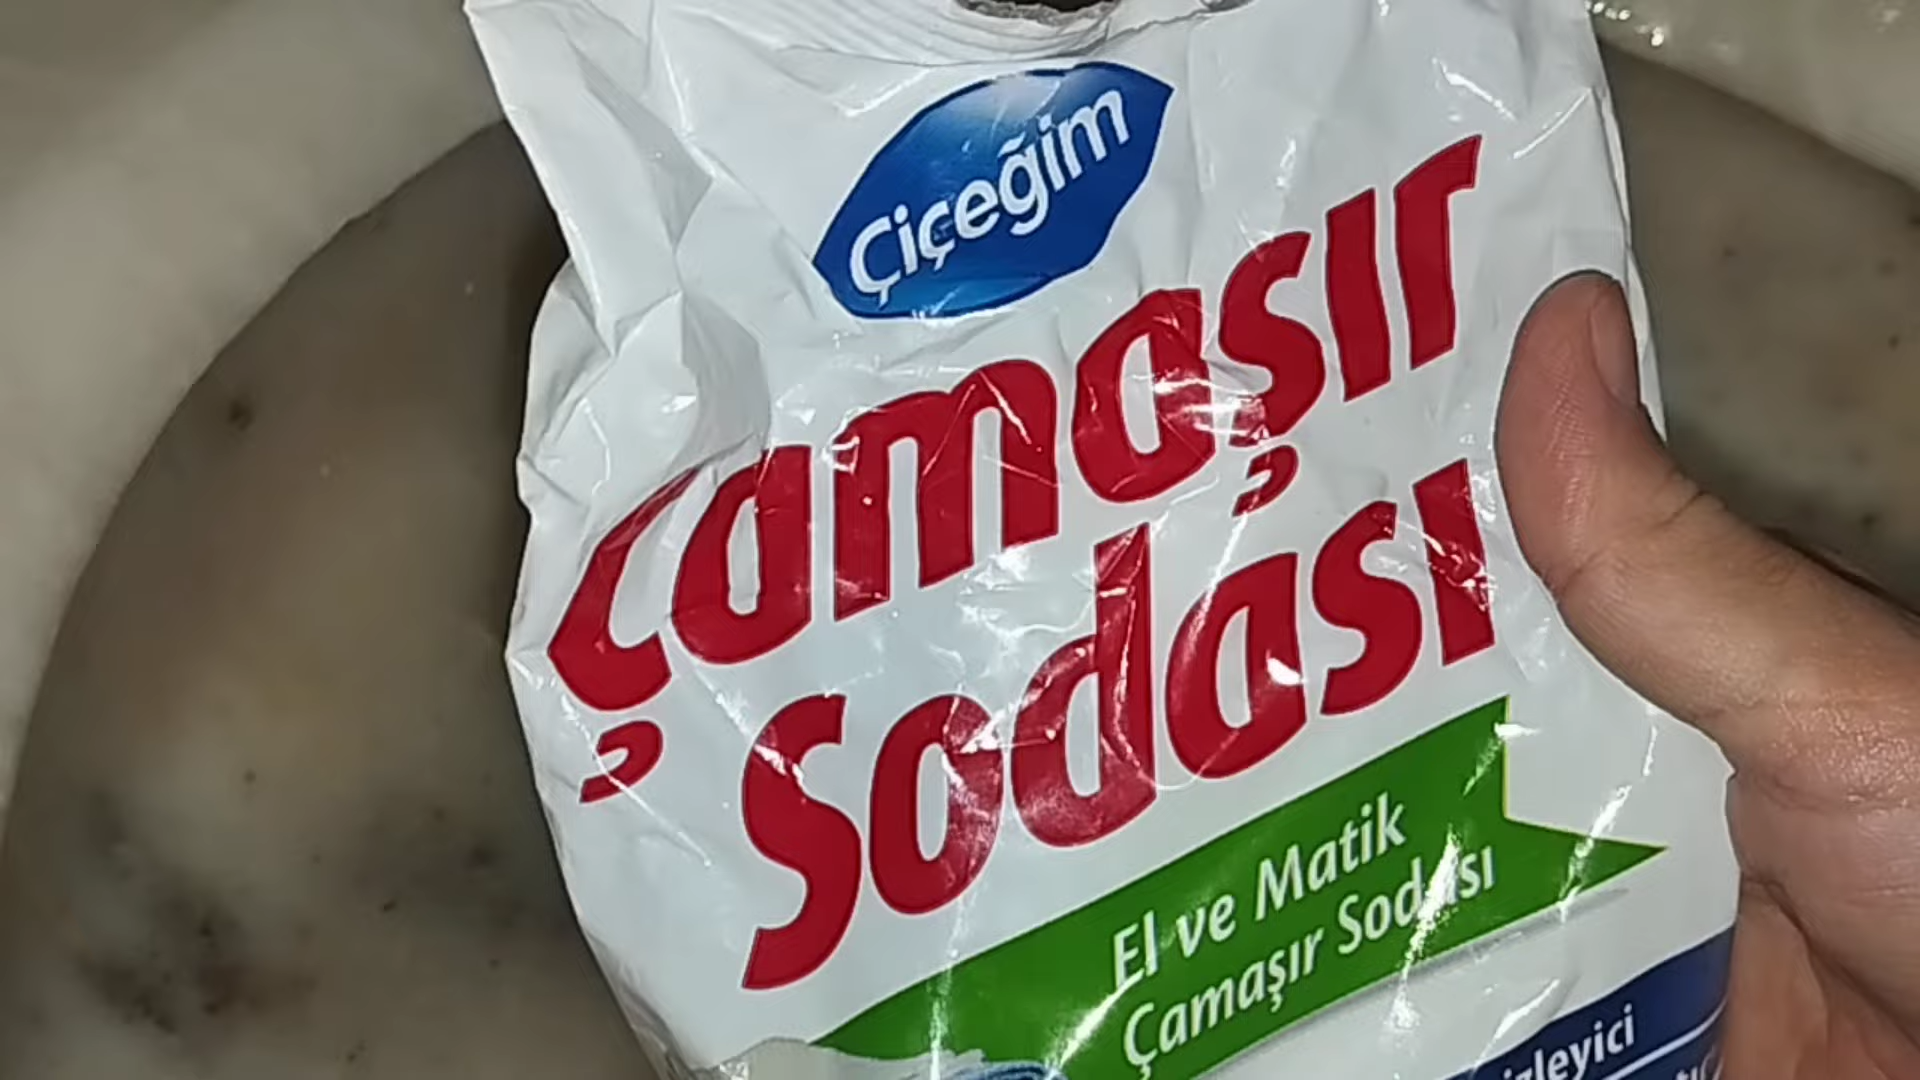 Çiçeğim
Çamaşır
Sodası
El ve Matik
Çamaşır Sodası